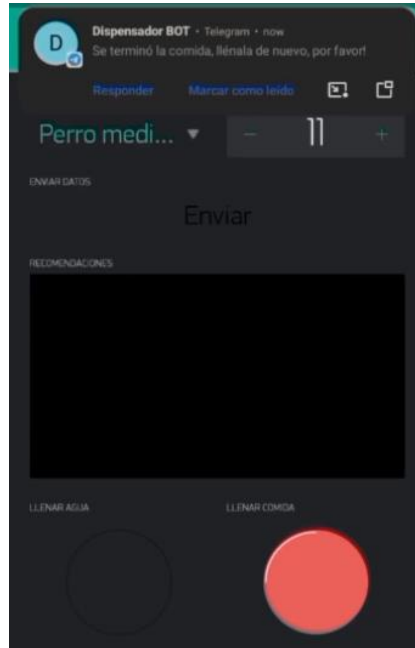 D
Dispensador BOT • Telegram • now
Se terminó la comida, llénala de nuevo, por favor!
Responder Marcar como leído
Perro medi... ▼ − 11 +
ENVIAR DATOS
Enviar
RECOMENDACIONES
LLENAR AGUA LLENAR COMIDA